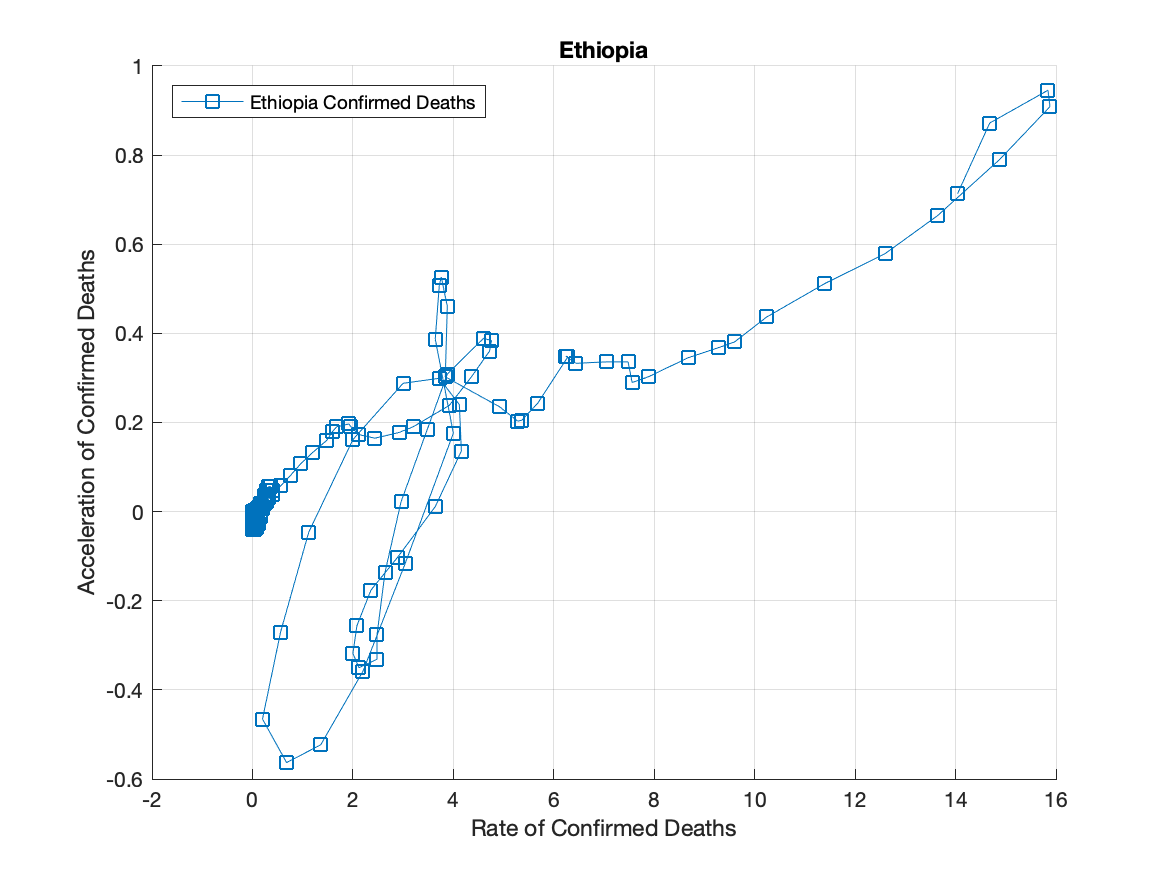 Ethiopia
Ethiopia Confirmed Deaths
Acceleration of Confirmed Deaths
1
0.8
0.6
0.4
0.2
0
-0.2
-0.4
-0.6
-2 0 2 4 6 8 10 12 14 16
Rate of Confirmed Deaths